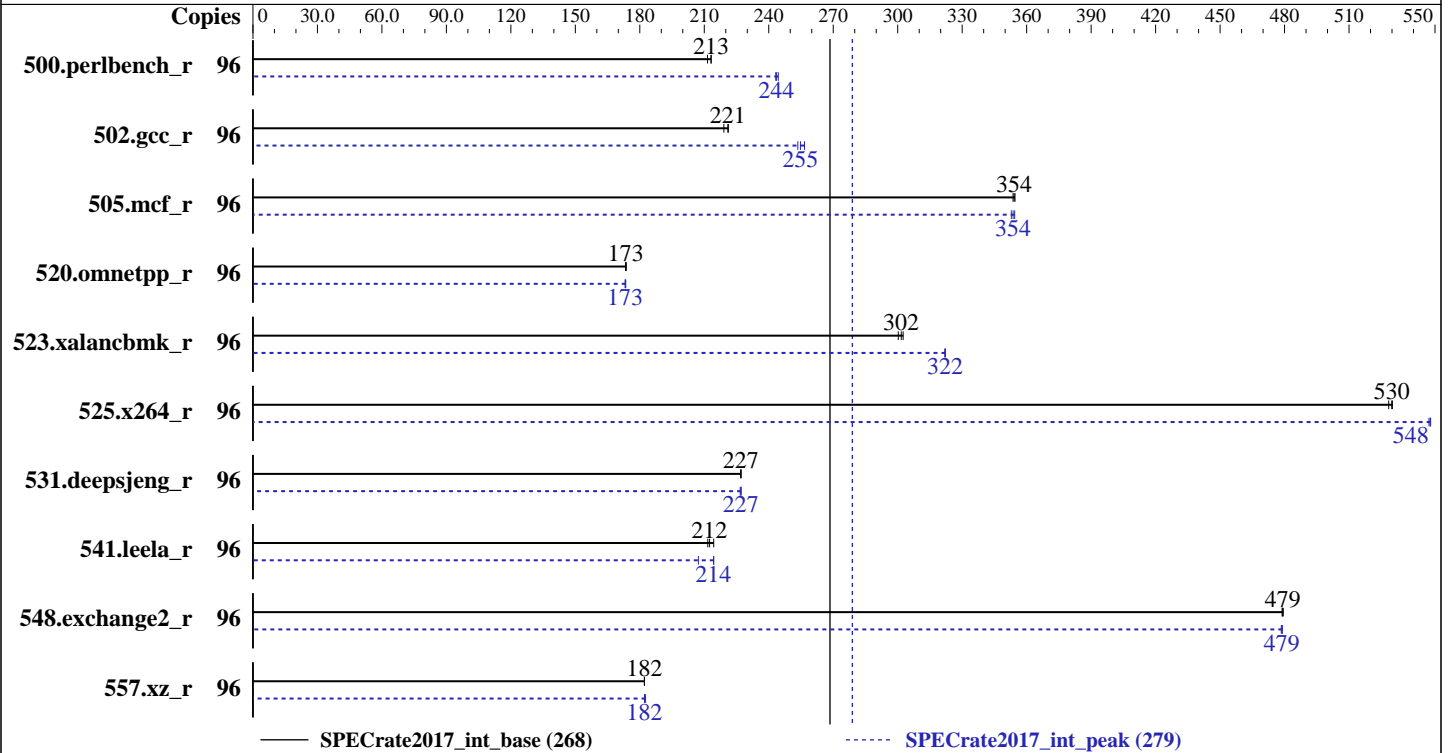 Copies 0 30.0 60.0 90.0 120 150 180 210 240 270 300 330 360 390 420 450 480 510 550
213
500.perlbench_r 96
244
221
502.gcc_r 96
255
354
505.mcf_r 96
354
173
520.omnetpp_r 96
173
302
523.xalancbmk_r 96
322
530
525.x264_r 96
548
227
531.deepsjeng_r 96
227
212
541.leela_r 96
214
479
548.exchange2_r 96
479
182
557.xz_r 96
182
SPECrate2017_int_base (268) SPECrate2017_int_peak (279)